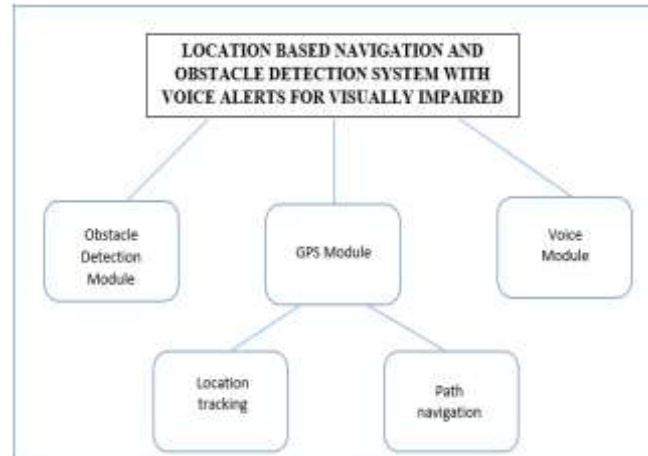 LOCATION BASED NAVIGATION AND
OBSTACLE DETECTION SYSTEM WITH
VOICE ALERTS FOR VISUALLY IMPAIRED
Obstacle
Detection
Module
GPS Module
Voice
Module
Location
tracking
Path
navigation